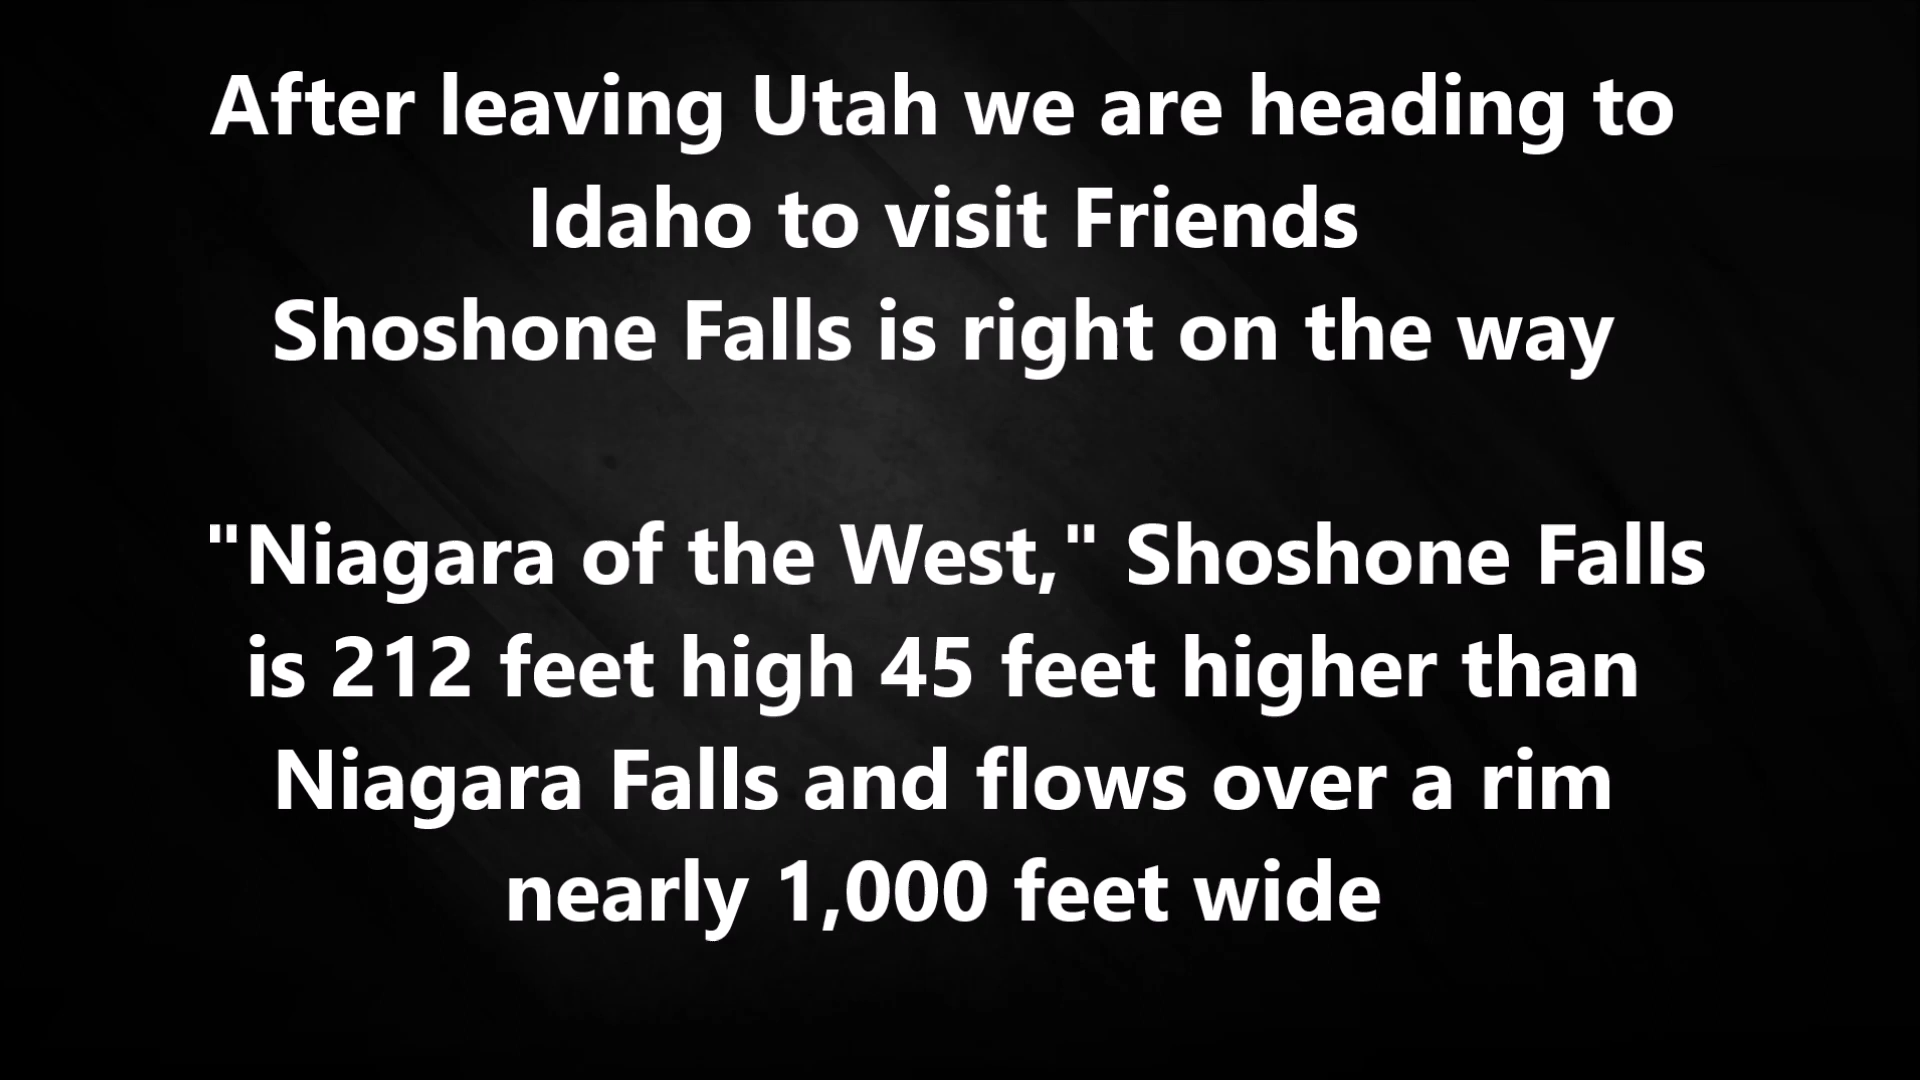 After leaving Utah we are heading to
Idaho to visit Friends
Shoshone Falls is right on the way
"Niagara of the West," Shoshone Falls
is 212 feet high 45 feet higher than
Niagara Falls and flows over a rim
nearly 1,000 feet wide